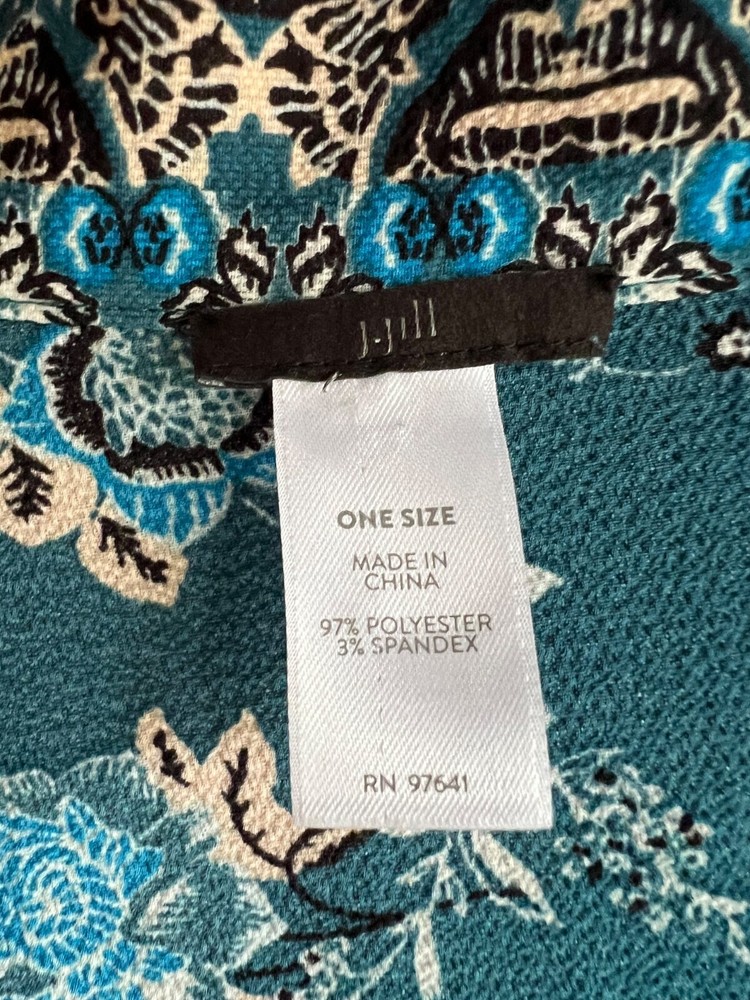 J.Jill
ONE SIZE
MADE IN
CHINA
97% POLYESTER
3% SPANDEX
RN 97641